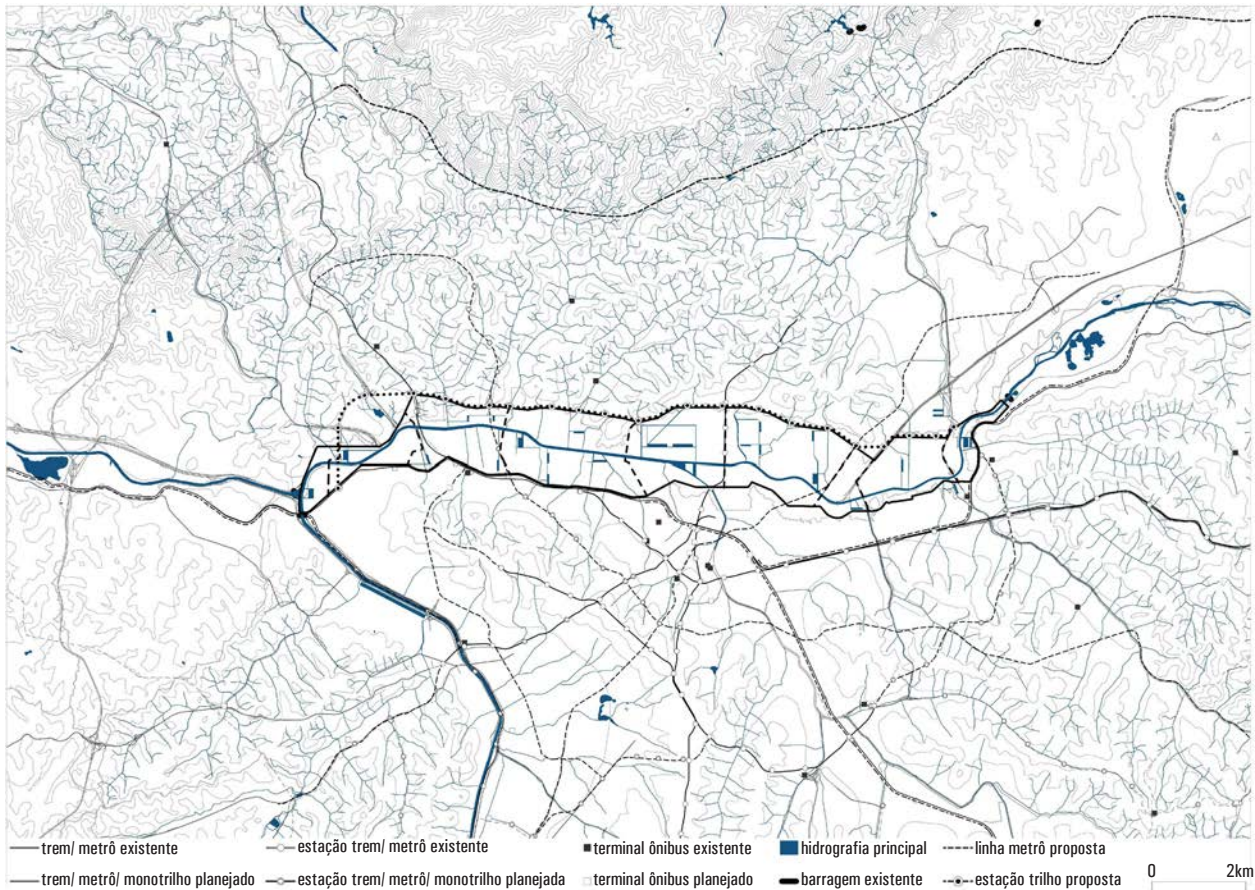 trem/ metrô existente
estação trem/ metrô existente
terminal ônibus existente
hidrografia principal
linha metrô proposta
trem/ metrô/ monotrilho planejado
estação trem/ metrô/ monotrilho planejada
terminal ônibus planejado
barragem existente
estação trilho proposta
0 2km